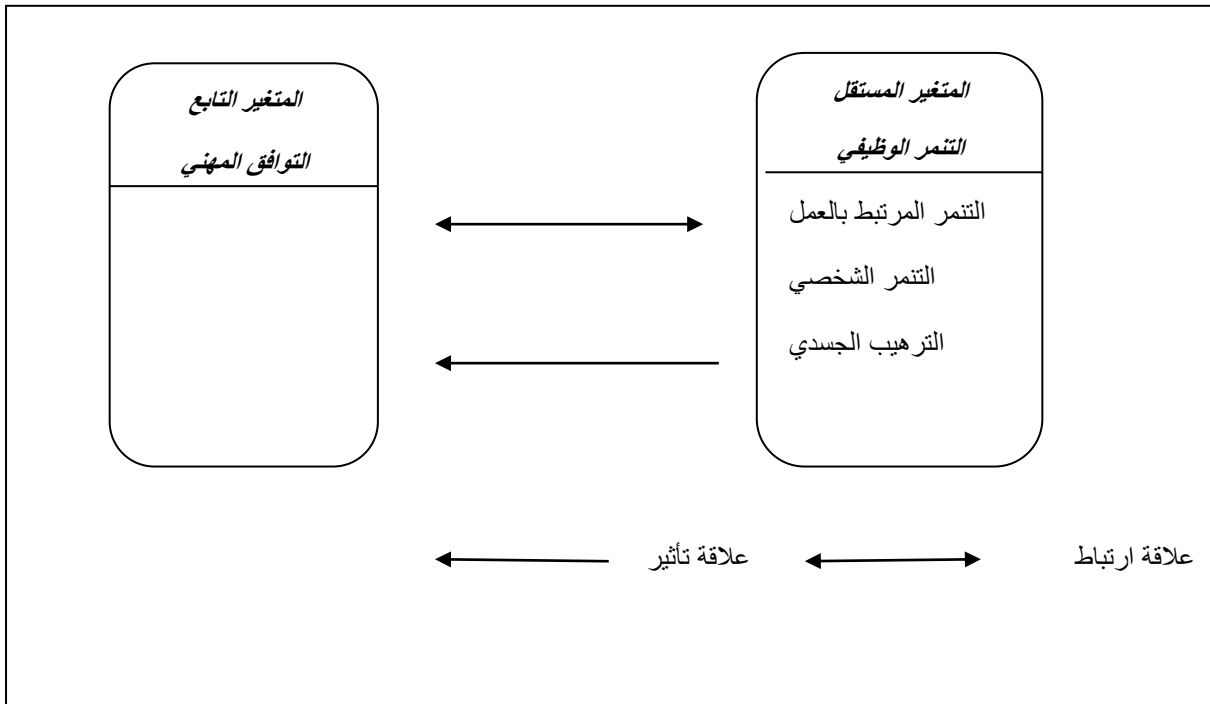 المتغير المستقل
التنمر الوظيفي
التنمر المرتبط بالعمل
التنمر الشخصي
الترهيب الجسدي
المتغير التابع
التوافق المهني
علاقة ارتباط
علاقة تأثير